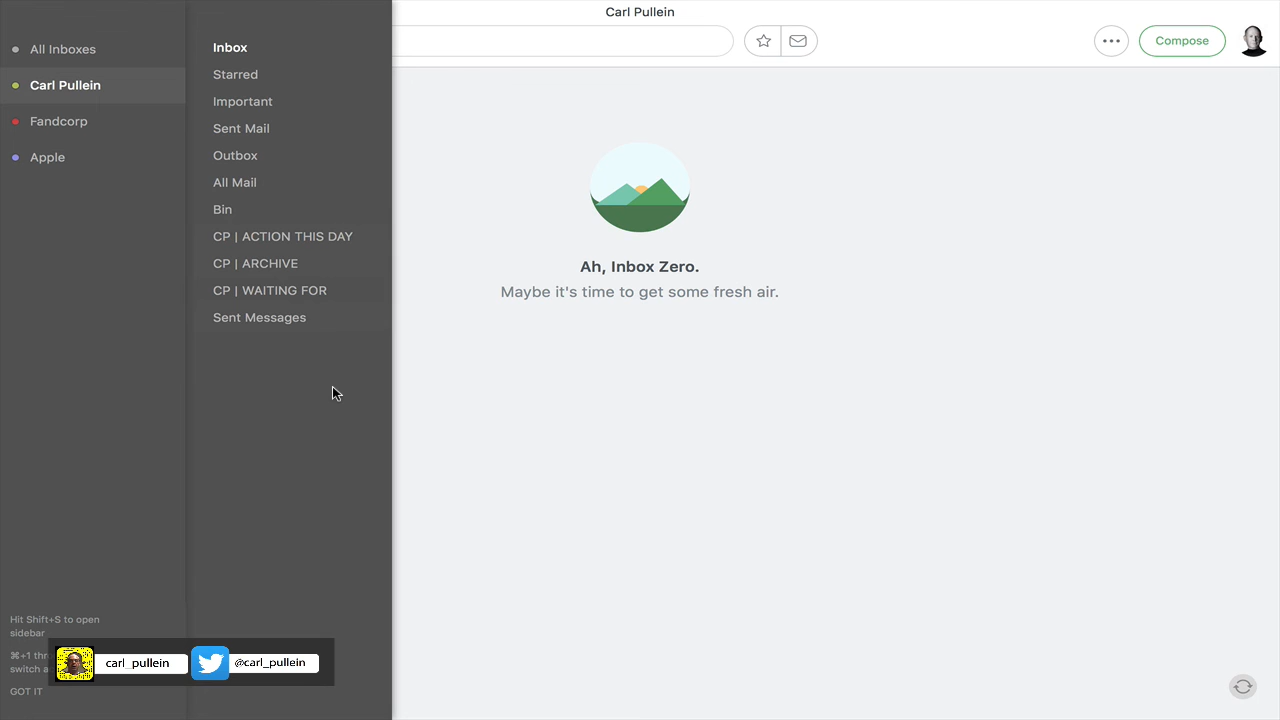 Carl Pullein
All Inboxes
Carl Pullein
Fandcorp
Apple
Inbox
Starred
Important
Sent Mail
Outbox
All Mail
Bin
CP | ACTION THIS DAY
CP | ARCHIVE
CP | WAITING FOR
Sent Messages
Compose
Ah, Inbox Zero.
Maybe it's time to get some fresh air.
Hit Shift+S to open
sidebar
⌘+1
switch
GOT IT
carl_pullein
@carl_pullein